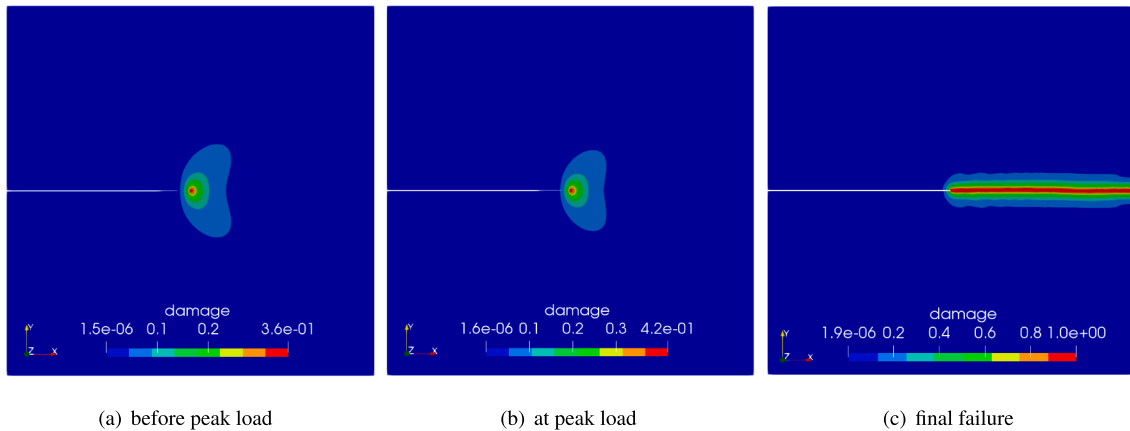 damage
1.5e-06 0.1 0.2 3.6e-01
Y
Z X
damage
1.6e-06 0.1 0.2 0.3 4.2e-01
Y
Z X
damage
1.9e-06 0.2 0.4 0.6 0.8 1.0e+00
Y
Z X
(a) before peak load
(b) at peak load
(c) final failure